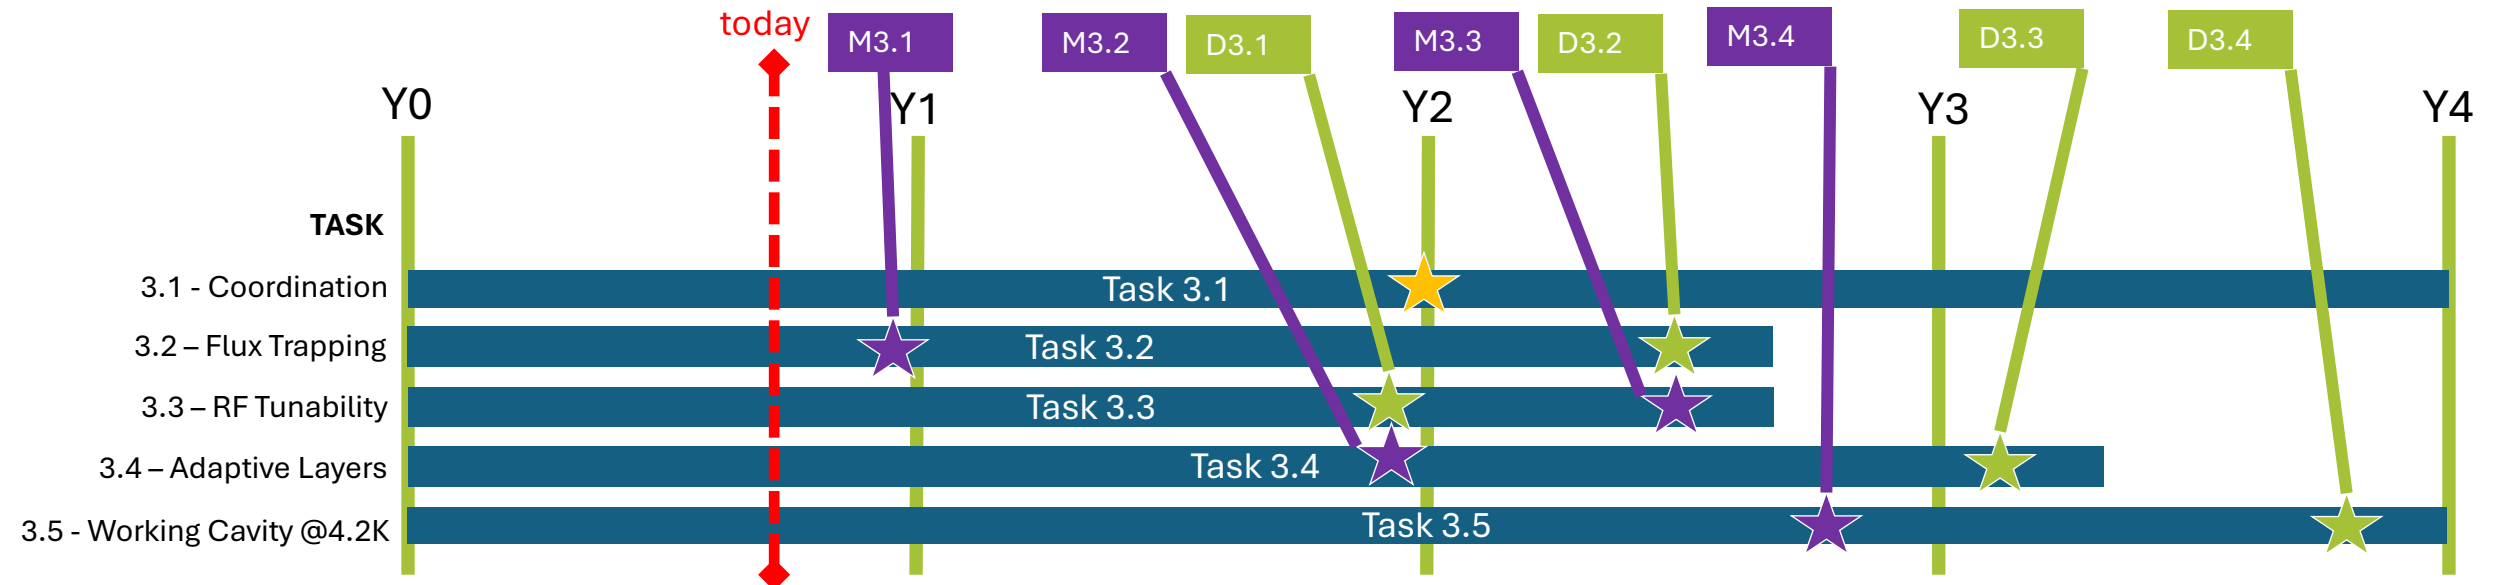 today
M3.1
M3.2
D3.1
M3.3
D3.2
M3.4
D3.3
D3.4
Y0
Y1
Y2
Y3
Y4
TASK
3.1 - Coordination
Task 3.1
3.2 – Flux Trapping
Task 3.2
3.3 – RF Tunability
Task 3.3
3.4 – Adaptive Layers
Task 3.4
3.5 - Working Cavity @4.2K
Task 3.5